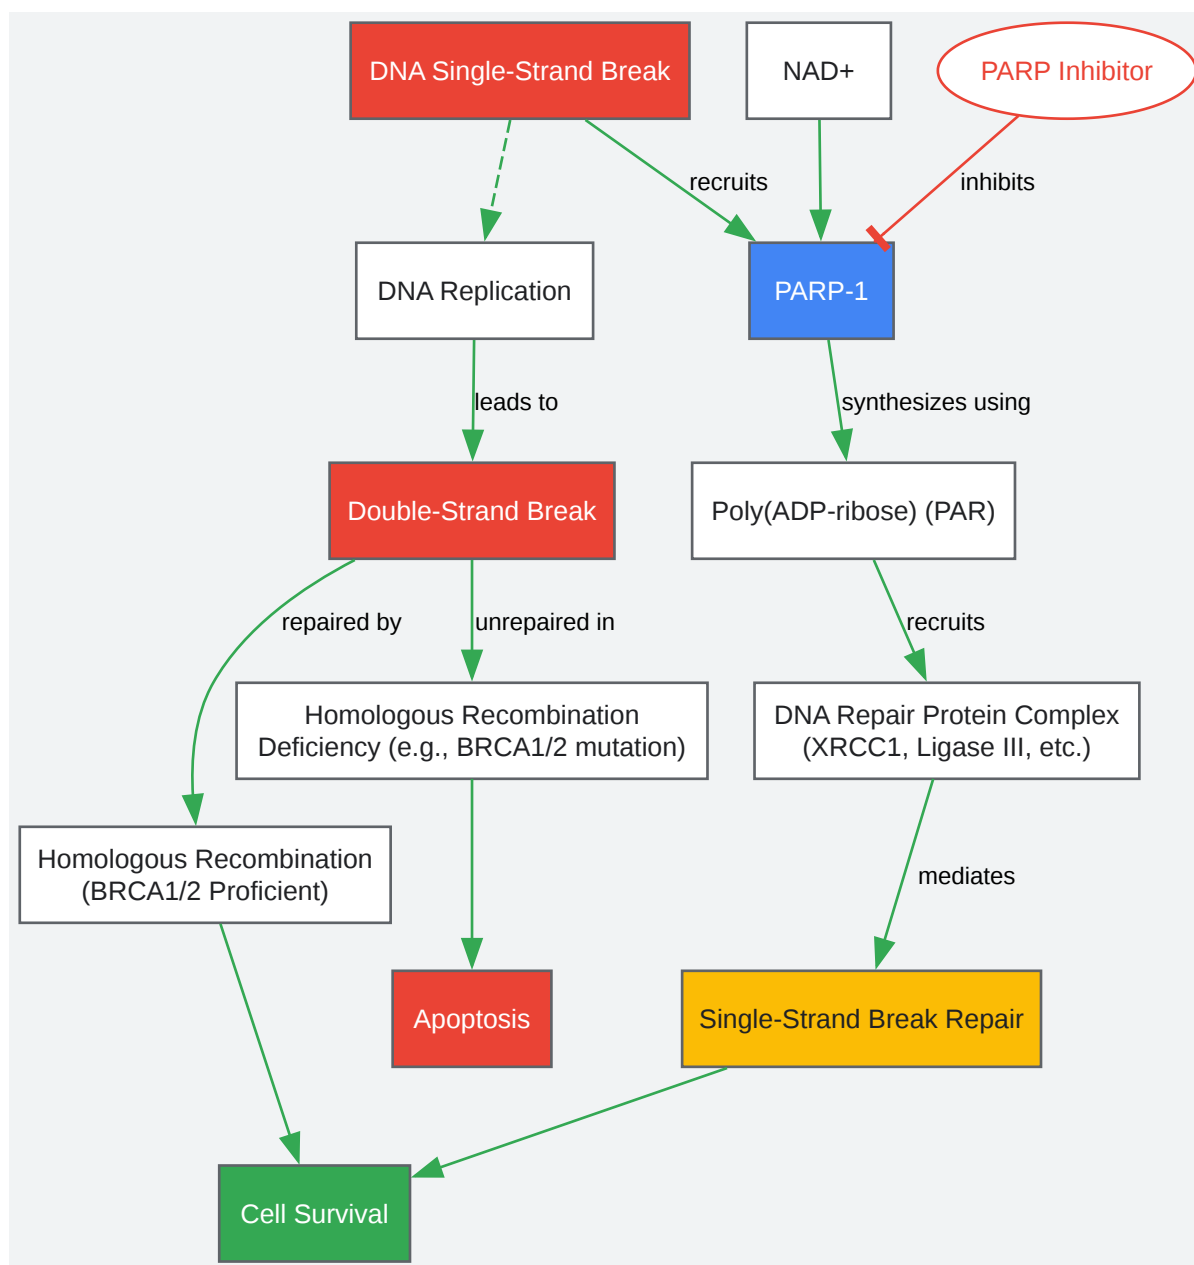 DNA Single-Strand Break
NAD+
PARP Inhibitor
recruits
inhibits
DNA Replication
PARP-1
leads to
synthesizes using
Double-Strand Break
Poly(ADP-ribose) (PAR)
repaired by
unrepaired in
recruits
Homologous Recombination
Deficiency (e.g., BRCA1/2 mutation)
DNA Repair Protein Complex
(XRCC1, Ligase III, etc.)
Homologous Recombination
(BRCA1/2 Proficient)
mediates
Apoptosis
Single-Strand Break Repair
Cell Survival